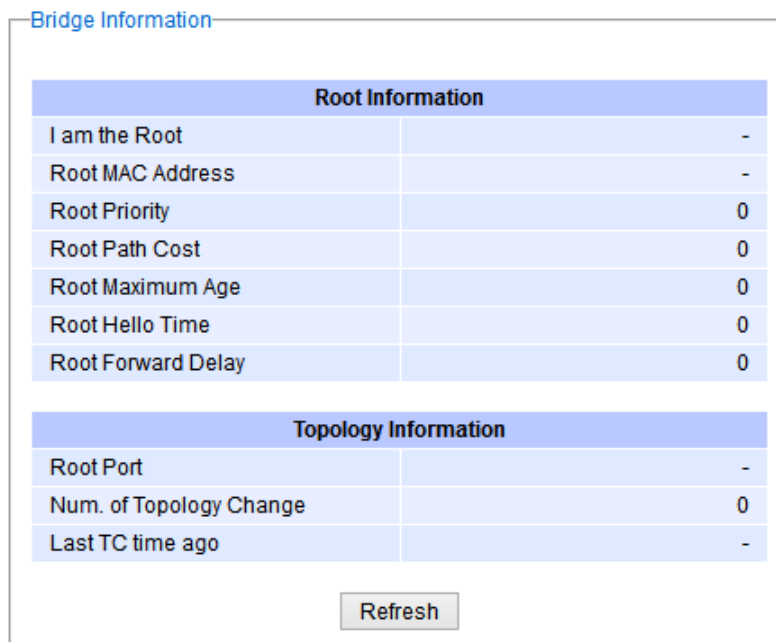 Bridge Information
Root Information
I am the Root -
Root MAC Address -
Root Priority 0
Root Path Cost 0
Root Maximum Age 0
Root Hello Time 0
Root Forward Delay 0
Topology Information
Root Port -
Num. of Topology Change 0
Last TC time ago -
Refresh